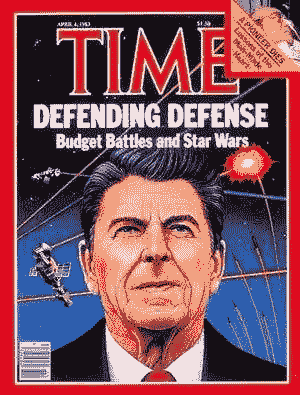 APRIL 4, 1983
$1.50
A PIONEER DIES
TIME
DEFENDING DEFENSE
Budget Battles and Star Wars